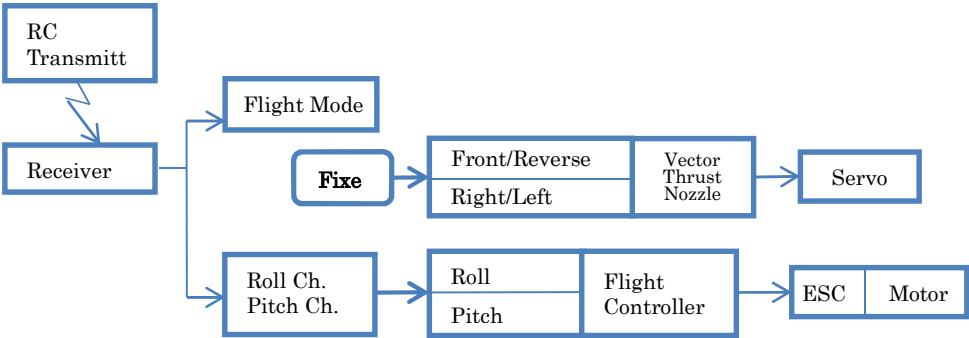 RC
Transmitt
Receiver
Flight Mode
Fixe
Front/Reverse
Right/Left
Vector
Thrust
Nozzle
Servo
Roll Ch.
Pitch Ch.
Roll
Pitch
Flight
Controller
ESC
Motor